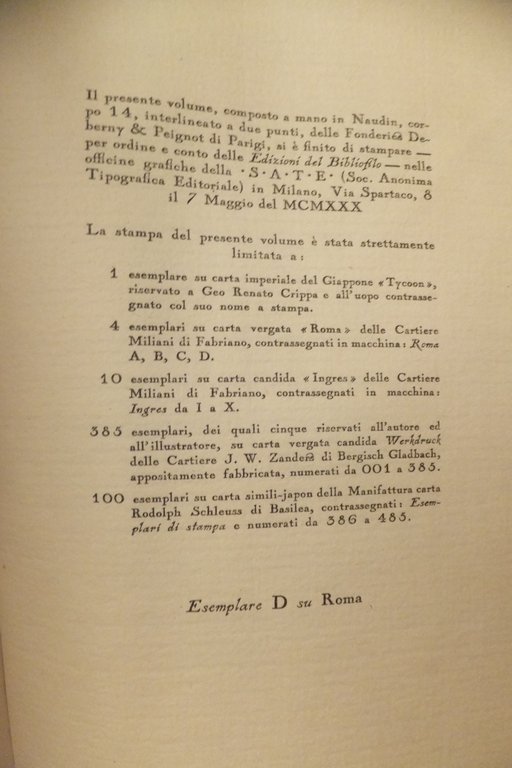 Il presente volume, composto a mano in Naudin, cor-
po 14, interlineato a due punti, delle Fonderie De-
berny & Peignot di Parigi, si è finito di stampare —
per ordine e conto delle Edizioni del Bibliofilo — nelle
officine grafiche della · S · A · T · E · (Soc. Anonima
Tipografica Editoriale) in Milano, Via Spartaco, 8
il 7 Maggio del MCMXXX
La stampa del presente volume è stata strettamente
limitata a :
1 esemplare su carta imperiale del Giappone « Tycoon »,
riservato a Geo Renato Crippa e all'uopo contrasse-
gnato col suo nome a stampa.
4 esemplari su carta vergata « Roma » delle Cartiere
Miliani di Fabriano, contrassegnati in macchina : Roma
A, B, C, D.
10 esemplari su carta candida « Ingres » delle Cartiere
Miliani di Fabriano, contrassegnati in macchina :
Ingres da I a X.
385 esemplari, dei quali cinque riservati all'autore ed
all'illustratore, su carta vergata candida Werkdruck
delle Cartiere J. W. Zanders di Bergisch Gladbach,
appositamente fabbricata, numerati da 001 a 385.
100 esemplari su carta simili-japon della Manifattura carta
Rodolph Schleuss di Basilea, contrassegnati : Esem-
plari di stampa e numerati da 386 a 485.
Esemplare D su Roma